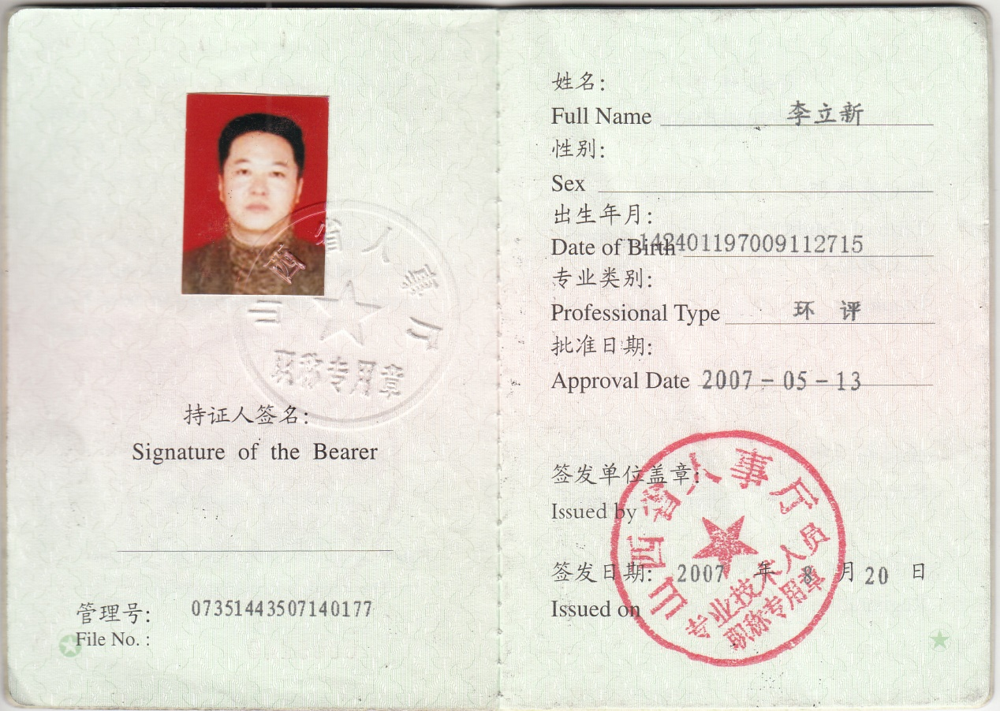 山西省人事厅
职称专用章
持证人签名:
Signature of the Bearer
管理号:
07351443507140177
File No. :
姓名:
Full Name 李立新
性别:
Sex
出生年月:
Date of Birth 142401197009112715
专业类别:
Professional Type 环 评
批准日期:
Approval Date 2007-05-13
签发单位盖章:
Issued by
山西省人事厅
专业技术人员
职称专用章
签发日期: 2007 年 8 月 20 日
Issued on